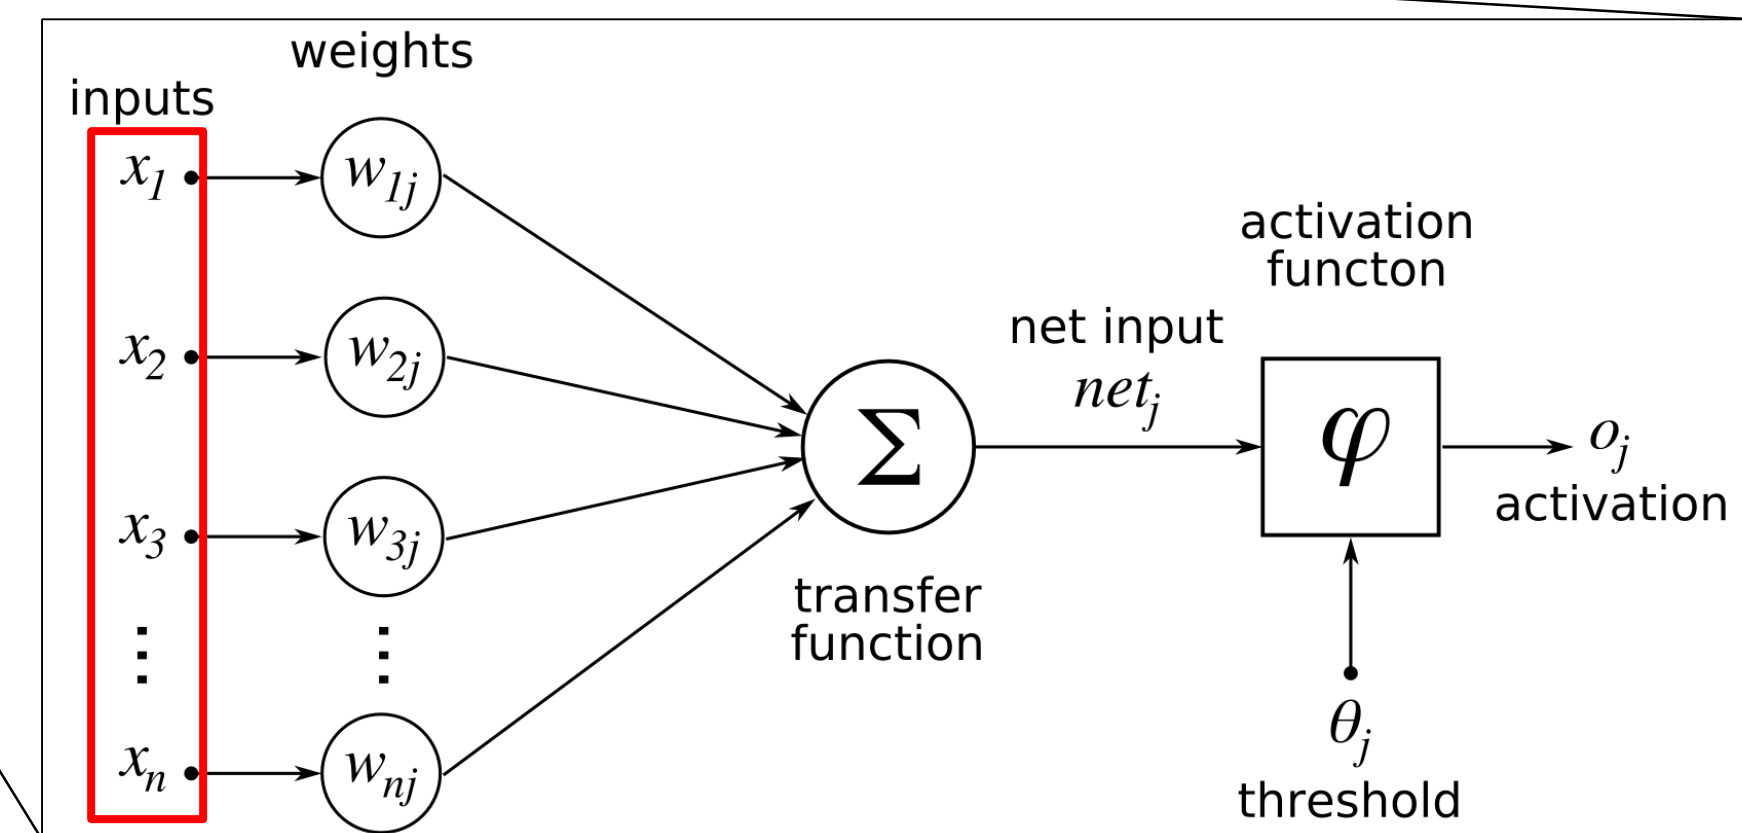 weights
inputs
x1
w1j
x2
w2j
x3
w3j
⋮
⋮
xn
wnj
Σ
transfer
function
net input
netj
activation
functon
φ
oj
activation
θj
threshold